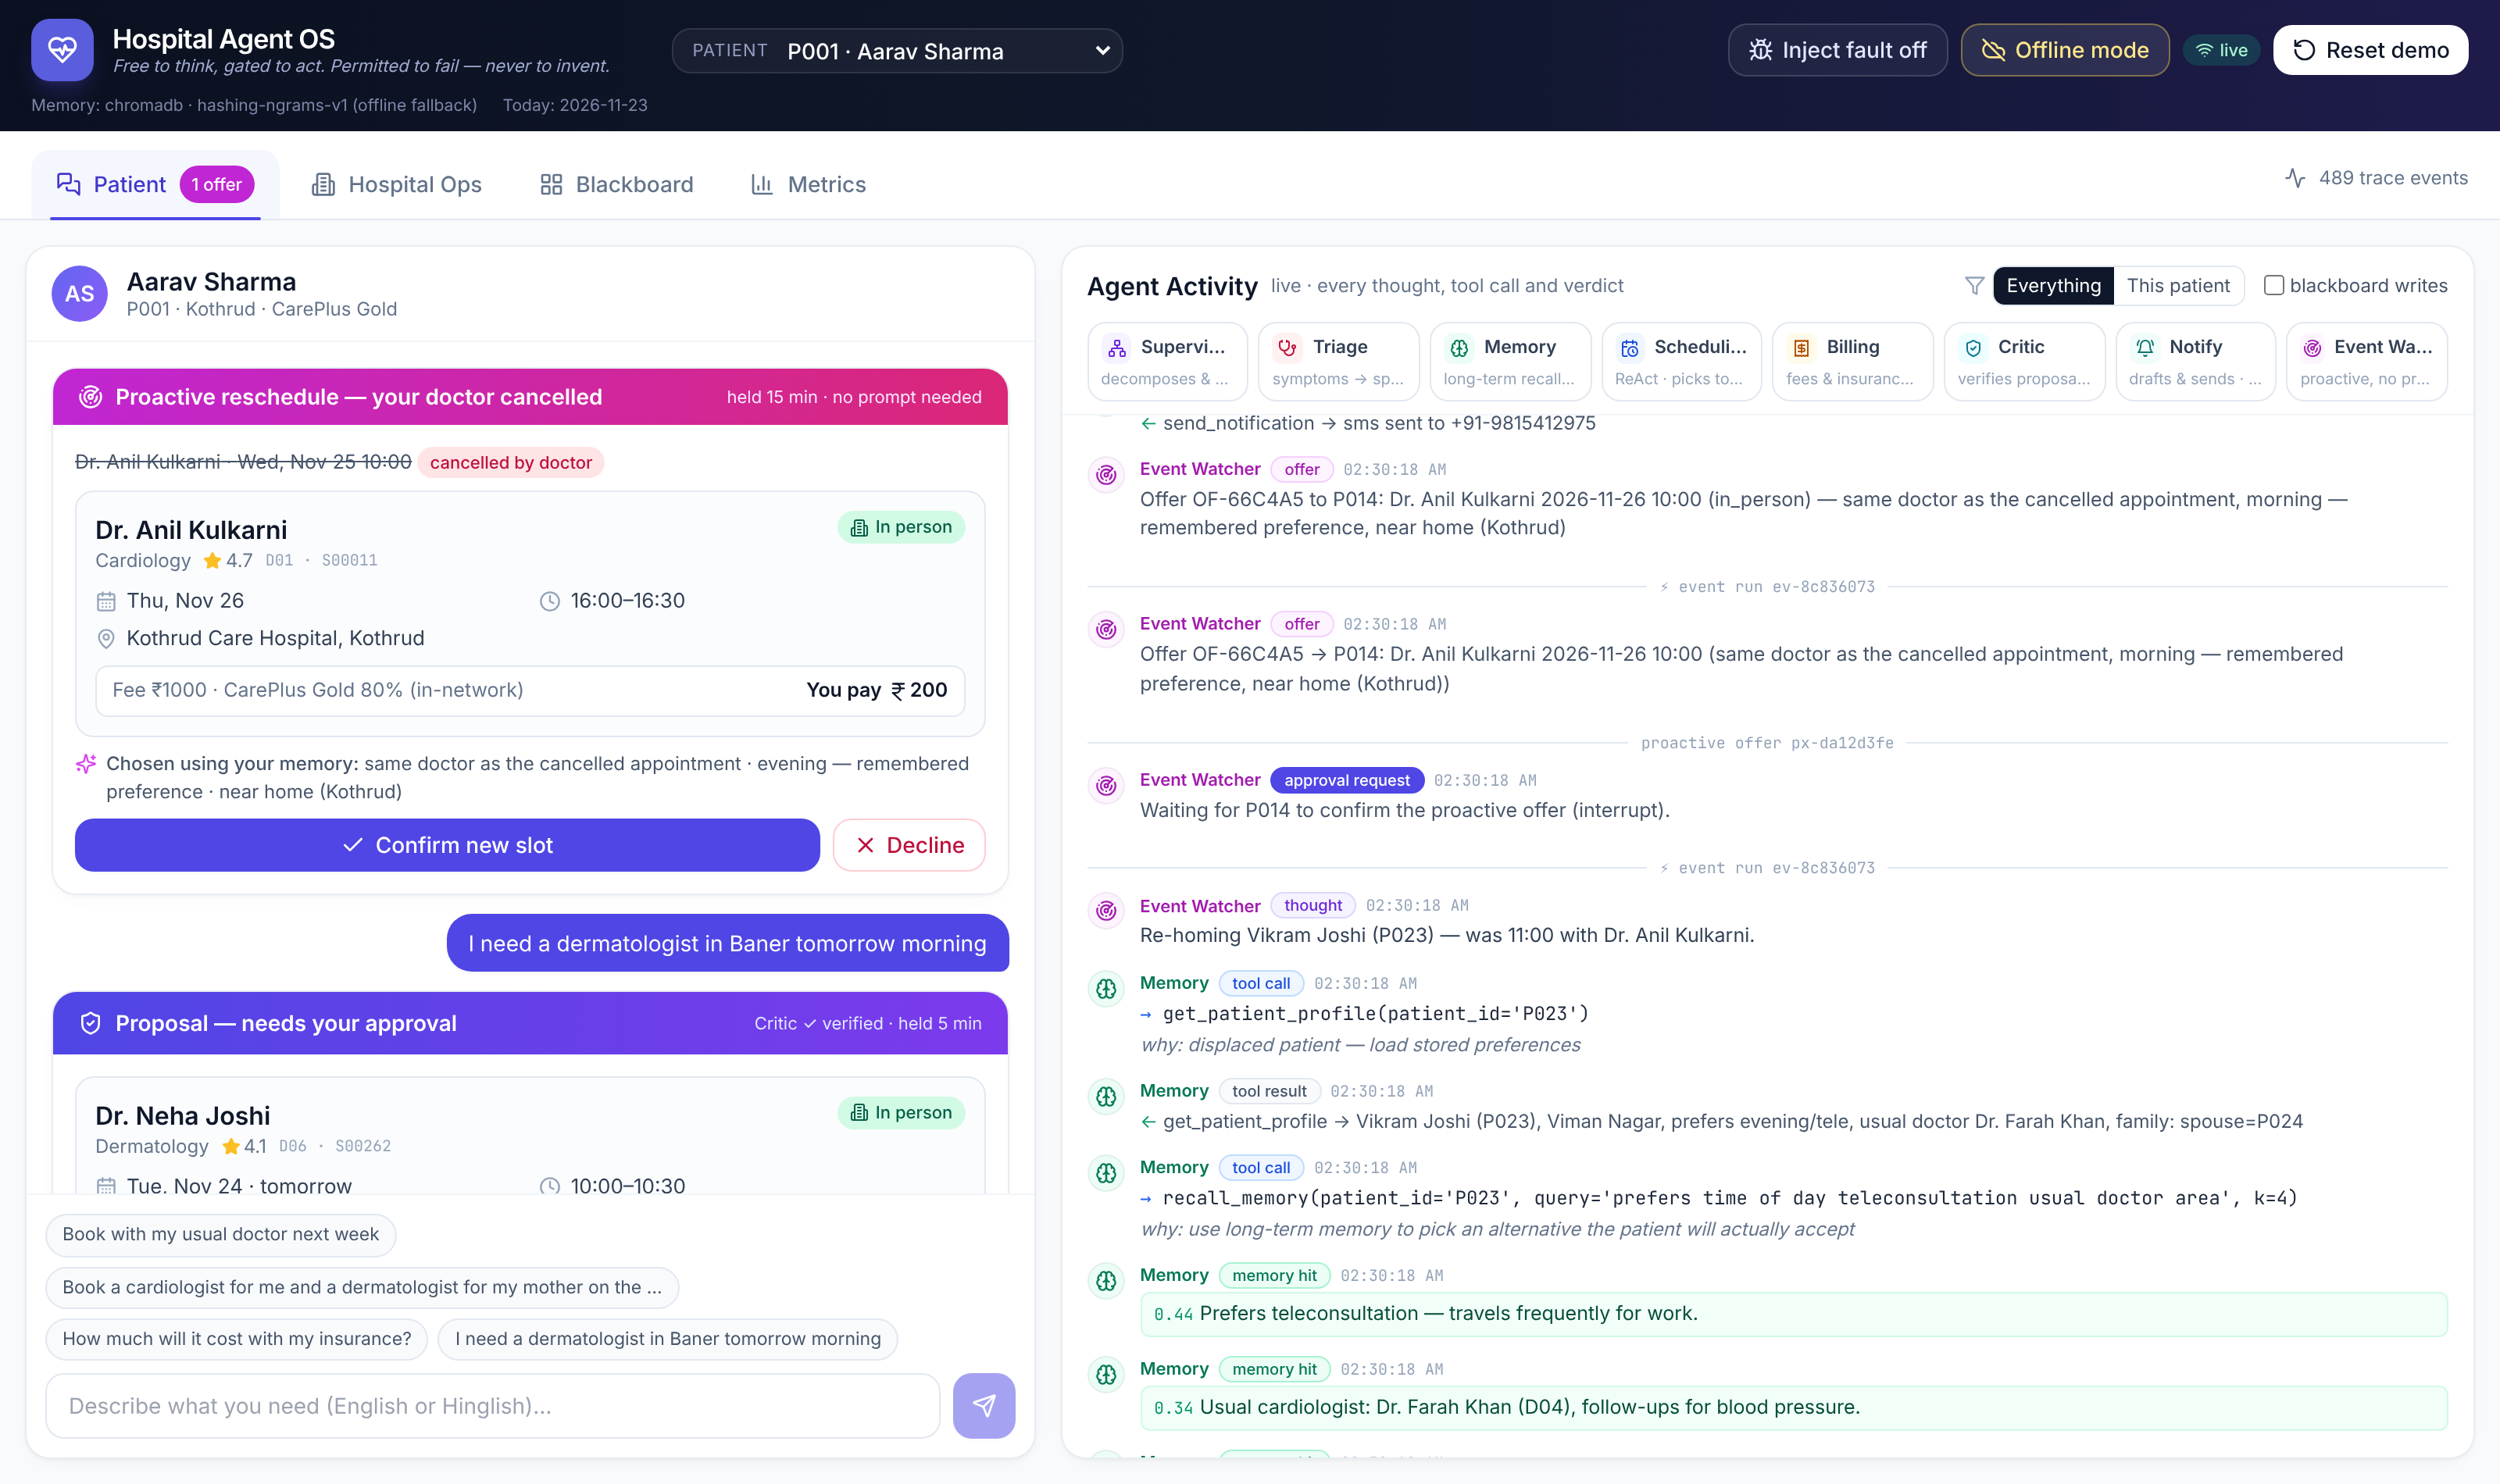 Hospital Agent OS
Free to think, gated to act. Permitted to fail — never to invent.
PATIENT P001 · Aarav Sharma
Inject fault off
Offline mode
live
Reset demo
Memory: chromadb · hashing-ngrams-v1 (offline fallback) Today: 2026-11-23
Patient 1 offer
Hospital Ops
Blackboard
Metrics
489 trace events
AS
Aarav Sharma
P001 · Kothrud · CarePlus Gold
Proactive reschedule — your doctor cancelled
held 15 min · no prompt needed
Dr. Anil Kulkarni · Wed, Nov 25 10:00 cancelled by doctor
Dr. Anil Kulkarni
In person
Cardiology 4.7 D01 · S00011
Thu, Nov 26
16:00–16:30
Kothrud Care Hospital, Kothrud
Fee ₹1000 · CarePlus Gold 80% (in-network)
You pay ₹200
Chosen using your memory: same doctor as the cancelled appointment · evening — remembered
preference · near home (Kothrud)
Confirm new slot
Decline
I need a dermatologist in Baner tomorrow morning
Proposal — needs your approval
Critic ✓ verified · held 5 min
Dr. Neha Joshi
In person
Dermatology 4.1 D06 · S00262
Tue, Nov 24 · tomorrow
10:00–10:30
Book with my usual doctor next week
Book a cardiologist for me and a dermatologist for my mother on the ...
How much will it cost with my insurance?
I need a dermatologist in Baner tomorrow morning
Describe what you need (English or Hinglish)...
Agent Activity live · every thought, tool call and verdict
Everything
This patient
blackboard writes
Supervi...
decomposes & ...
Triage
symptoms → sp...
Memory
long-term recall...
Scheduli...
ReAct · picks to...
Billing
fees & insuranc...
Critic
verifies proposa...
Notify
drafts & sends · ...
Event Wa...
proactive, no pr...
← send_notification → sms sent to +91-9815412975
Event Watcher offer 02:30:18 AM
Offer OF-66C4A5 to P014: Dr. Anil Kulkarni 2026-11-26 10:00 (in_person) — same doctor as the cancelled appointment, morning —
remembered preference, near home (Kothrud)
⚡ event run ev-8c836073
Event Watcher offer 02:30:18 AM
Offer OF-66C4A5 → P014: Dr. Anil Kulkarni 2026-11-26 10:00 (same doctor as the cancelled appointment, morning — remembered
preference, near home (Kothrud))
proactive offer px-da12d3fe
Event Watcher approval request 02:30:18 AM
Waiting for P014 to confirm the proactive offer (interrupt).
⚡ event run ev-8c836073
Event Watcher thought 02:30:18 AM
Re-homing Vikram Joshi (P023) — was 11:00 with Dr. Anil Kulkarni.
Memory tool call 02:30:18 AM
→ get_patient_profile(patient_id='P023')
why: displaced patient — load stored preferences
Memory tool result 02:30:18 AM
← get_patient_profile → Vikram Joshi (P023), Viman Nagar, prefers evening/tele, usual doctor Dr. Farah Khan, family: spouse=P024
Memory tool call 02:30:18 AM
→ recall_memory(patient_id='P023', query='prefers time of day teleconsultation usual doctor area', k=4)
why: use long-term memory to pick an alternative the patient will actually accept
Memory memory hit 02:30:18 AM
0.44 Prefers teleconsultation — travels frequently for work.
Memory memory hit 02:30:18 AM
0.34 Usual cardiologist: Dr. Farah Khan (D04), follow-ups for blood pressure.